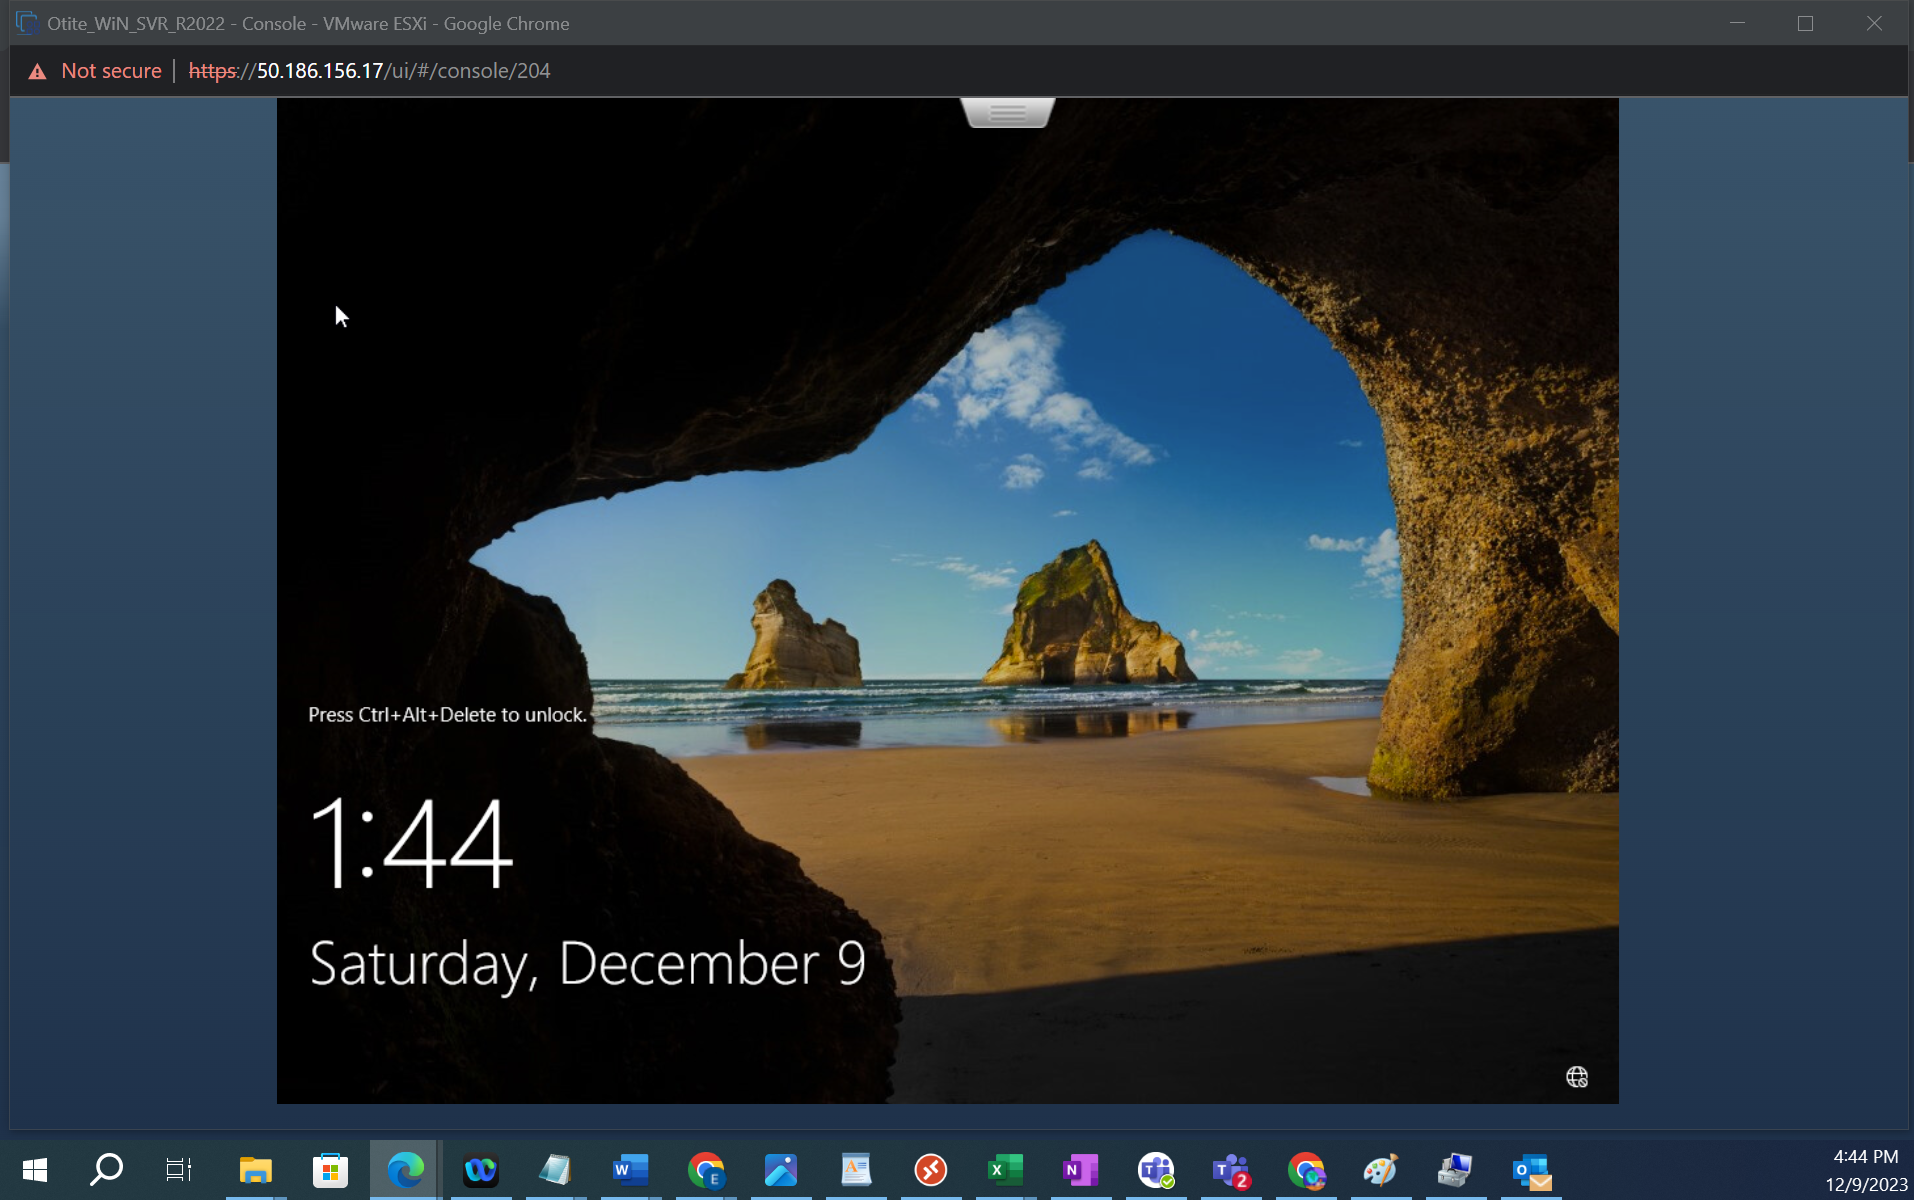 Otite_WiN_SVR_R2022 - Console - VMware ESXi - Google Chrome
Not secure | https://50.186.156.17/ui/#/console/204
Press Ctrl+Alt+Delete to unlock.
1:44
Saturday, December 9
W
E
A
X
N
T
T
2
O
4:44 PM
12/9/2023